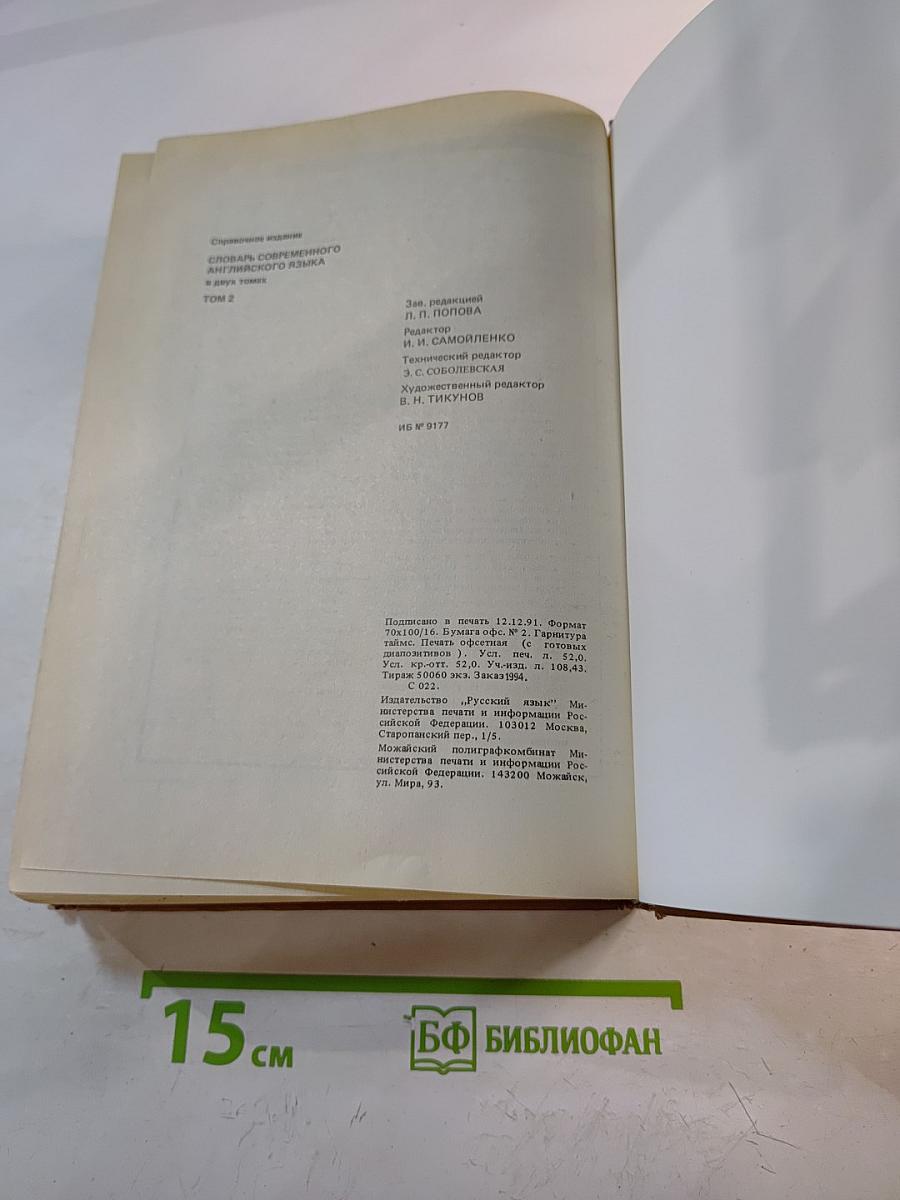 Справочное издание
СЛОВАРЬ СОВРЕМЕННОГО
АНГЛИЙСКОГО ЯЗЫКА
в двух томах
ТОМ 2
Зав. редакцией
Л. П. ПОПОВА
Редактор
И. И. САМОЙЛЕНКО
Технический редактор
Э. С. СОБОЛЕВСКАЯ
Художественный редактор
В. Н. ТИКУНОВ
ИБ № 9177
Подписано в печать 12.12.91. Формат
70х100/16. Бумага офс. № 2. Гарнитура
таймс. Печать офсетная (с готовых
диапозитивов ). Усл. печ. л. 52,0.
Усл. кр.-отт. 52,0. Уч.-изд. л. 108,43.
Тираж 50060 экз. Заказ 1994.
С 022.
Издательство „Русский язык" Ми-
нистерства печати и информации Рос-
сийской Федерации. 103012 Москва,
Старопанский пер., 1/5.
Можайский полиграфкомбинат Ми-
нистерства печати и информации Рос-
сийской Федерации. 143200 Можайск,
ул. Мира, 93.
15 см
БФ БИБЛИОФАН